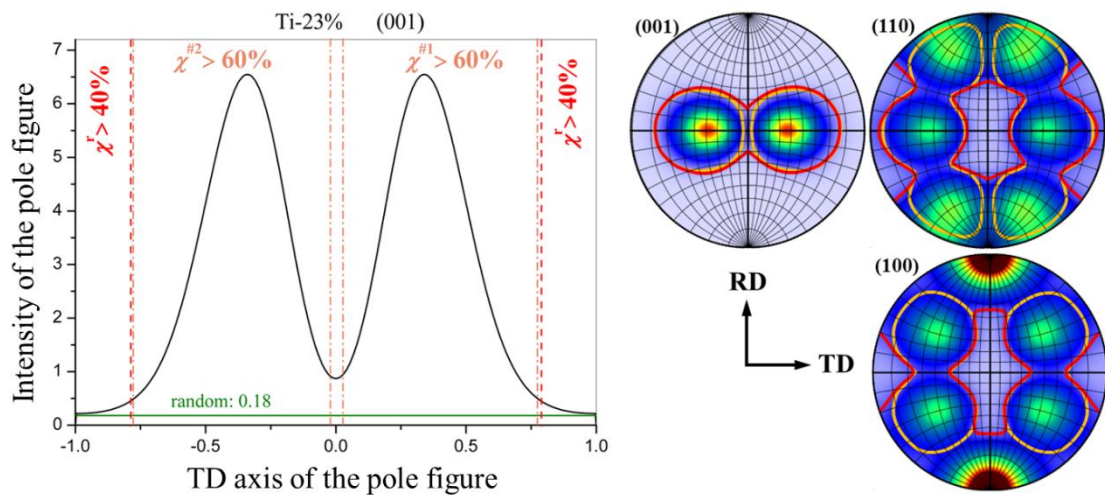 Ti-23% (001)
7
6
5
4
3
2
1
0
Intensity of the pole figure
χ^r > 40%
χ^#2 > 60%
χ^#1 > 60%
χ^r > 40%
random: 0.18
-1.0 -0.5 0.0 0.5 1.0
TD axis of the pole figure
(001)
(110)
(100)
RD
TD